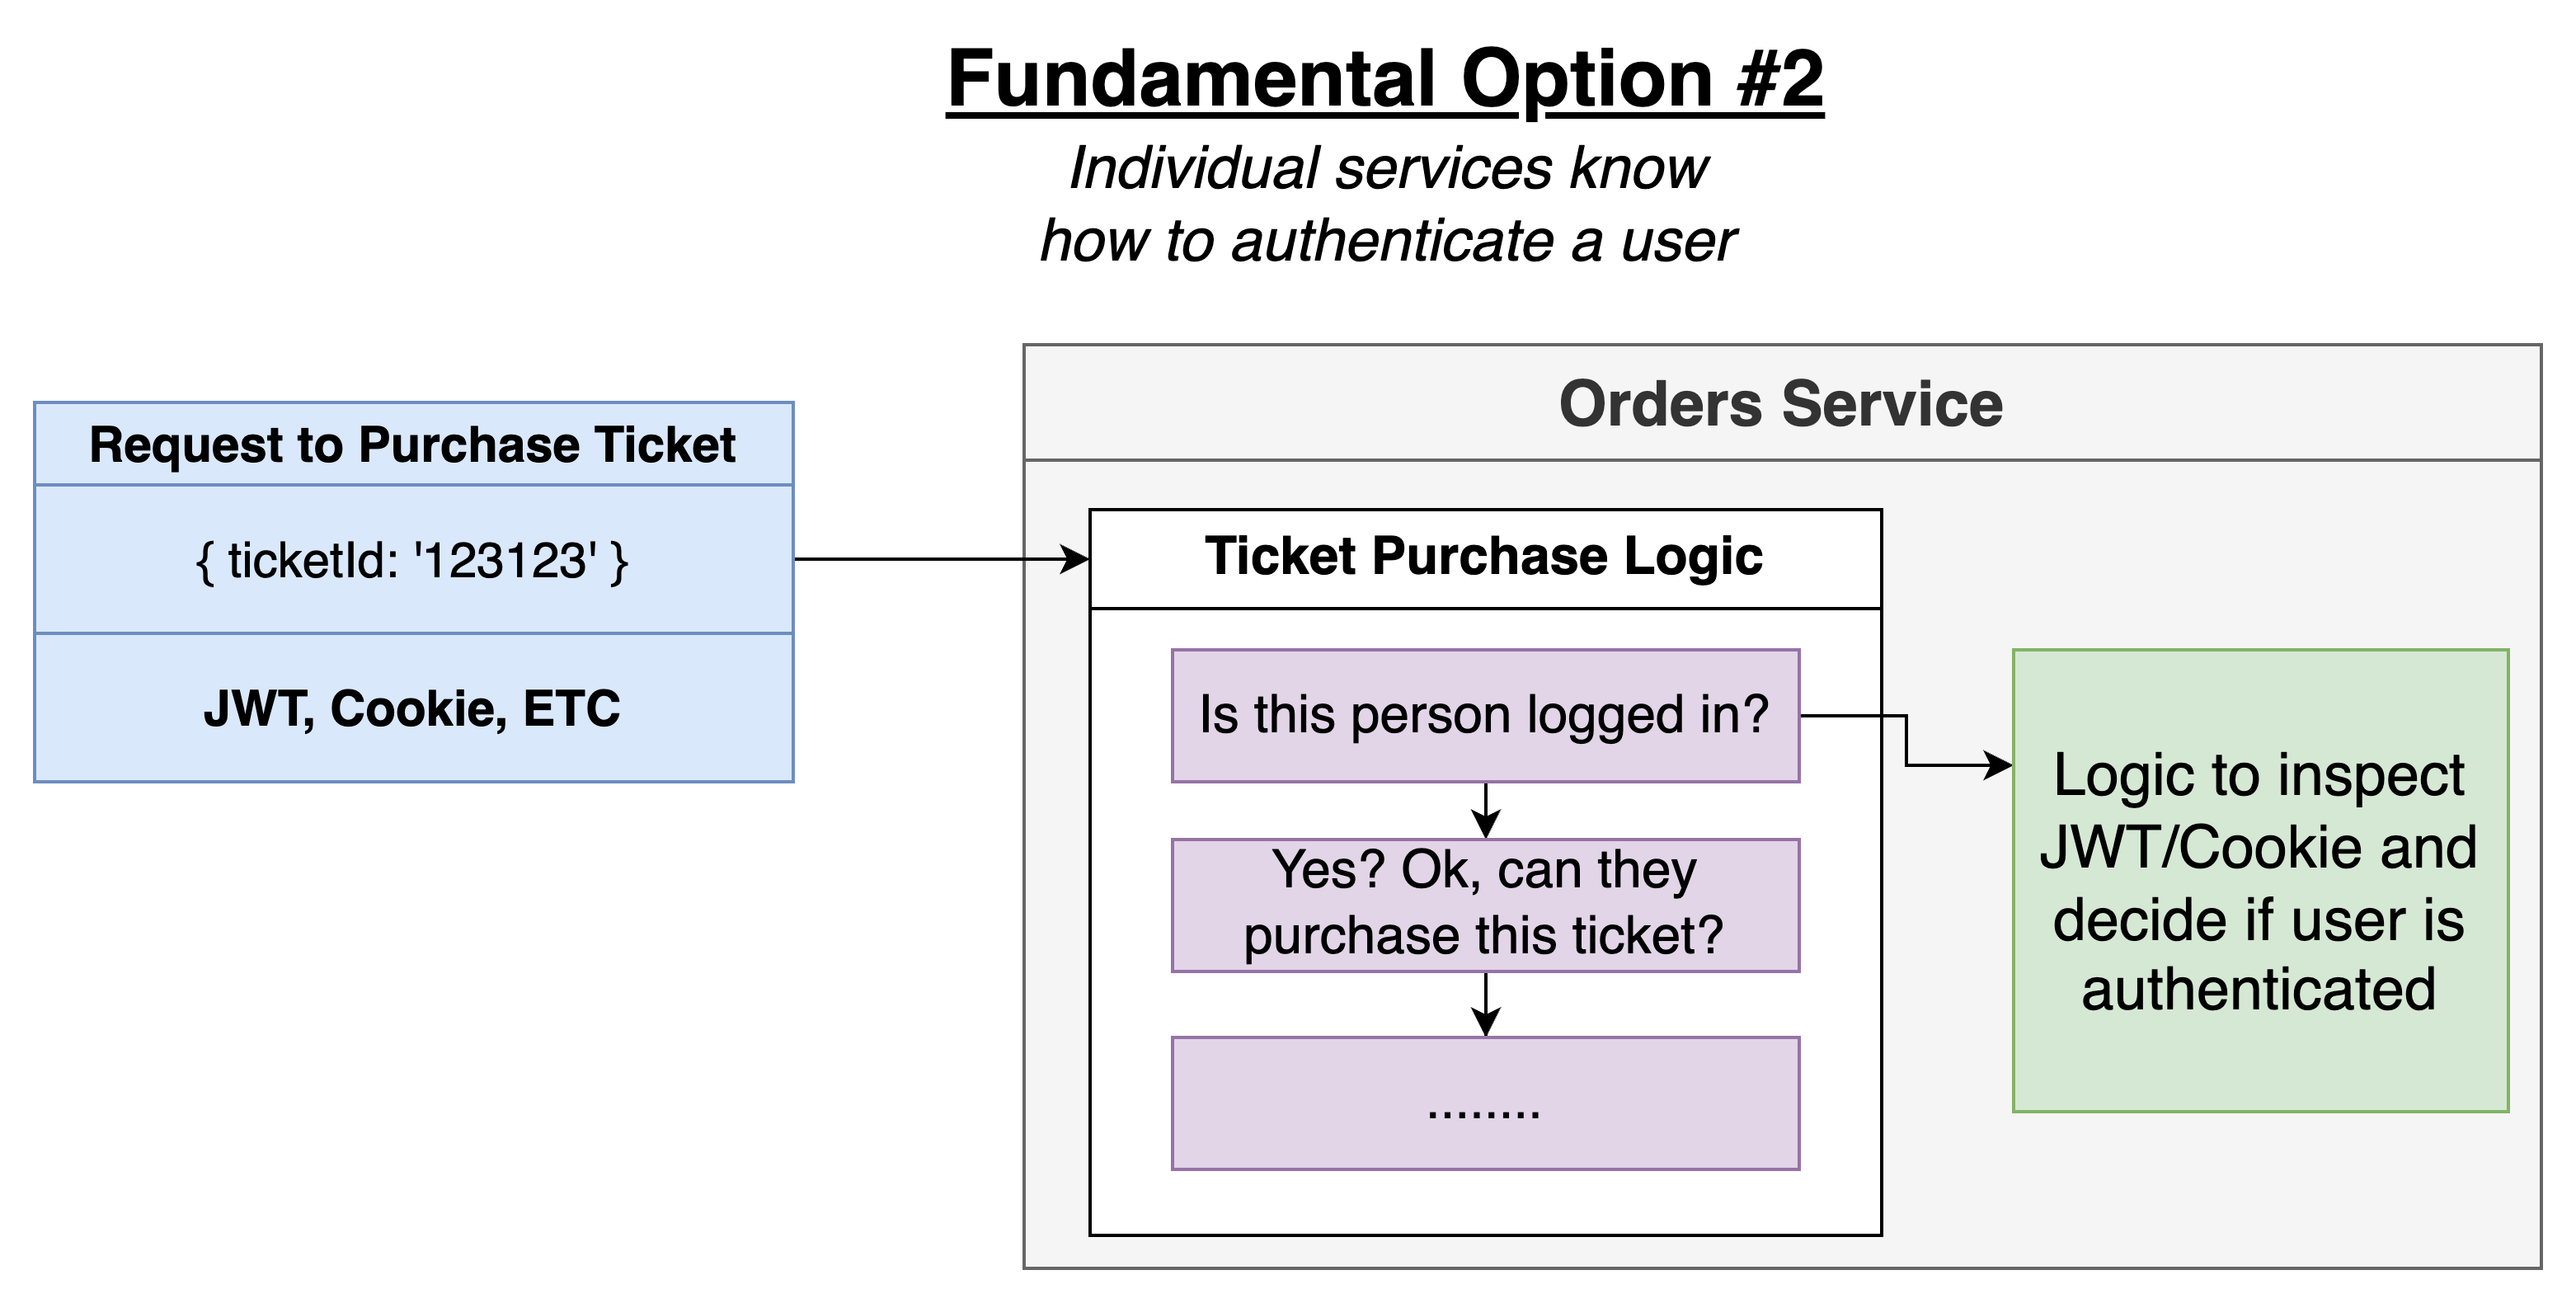 Fundamental Option #2
Individual services know
how to authenticate a user
Orders Service
Request to Purchase Ticket
{ ticketId: '123123' }
JWT, Cookie, ETC
Ticket Purchase Logic
Is this person logged in?
Yes? Ok, can they
purchase this ticket?
........
Logic to inspect
JWT/Cookie and
decide if user is
authenticated